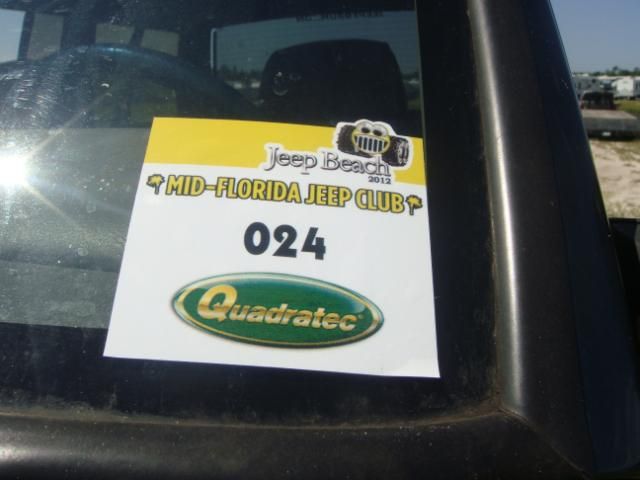 Jeep Beach
2012
MID-FLORIDA JEEP CLUB
024
Quadratec